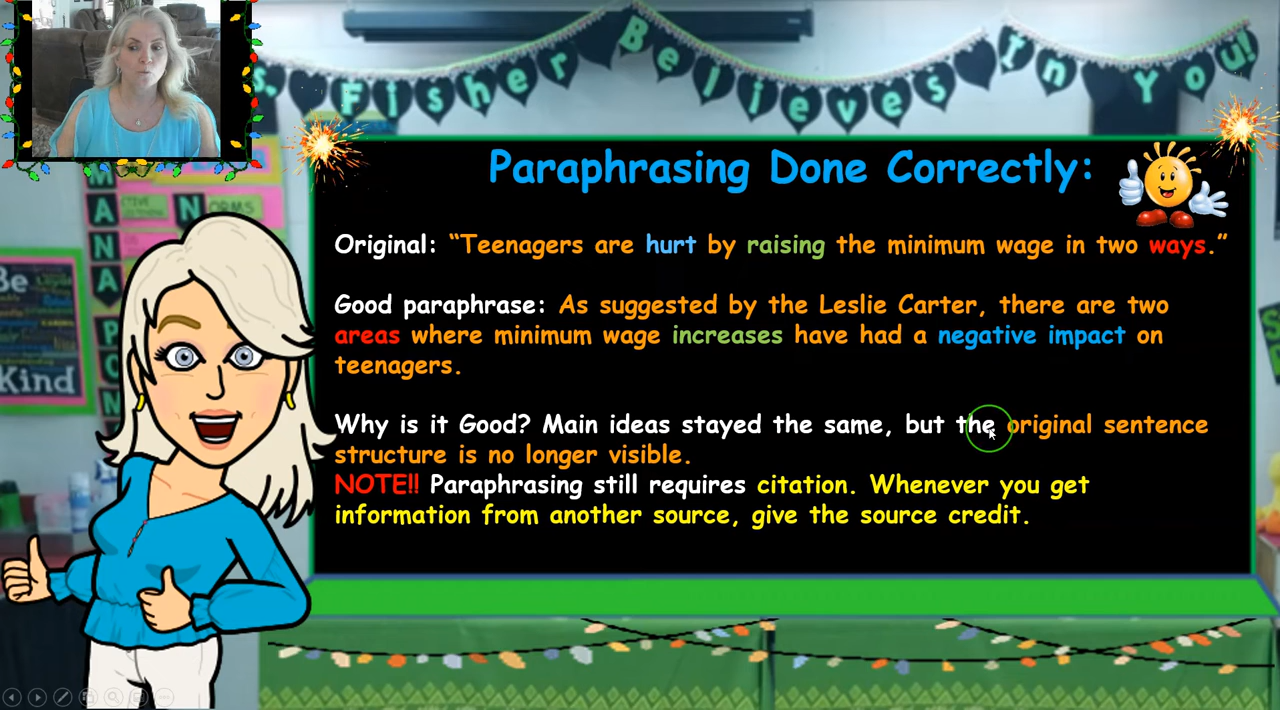 s. Fisher Believes In You!
Paraphrasing Done Correctly:
Original: “Teenagers are hurt by raising the minimum wage in two ways.”
Good paraphrase: As suggested by the Leslie Carter, there are two
areas where minimum wage increases have had a negative impact on
teenagers.
Why is it Good? Main ideas stayed the same, but the original sentence
structure is no longer visible.
NOTE!! Paraphrasing still requires citation. Whenever you get
information from another source, give the source credit.
MANA
PO
NORMS
Be
Kind